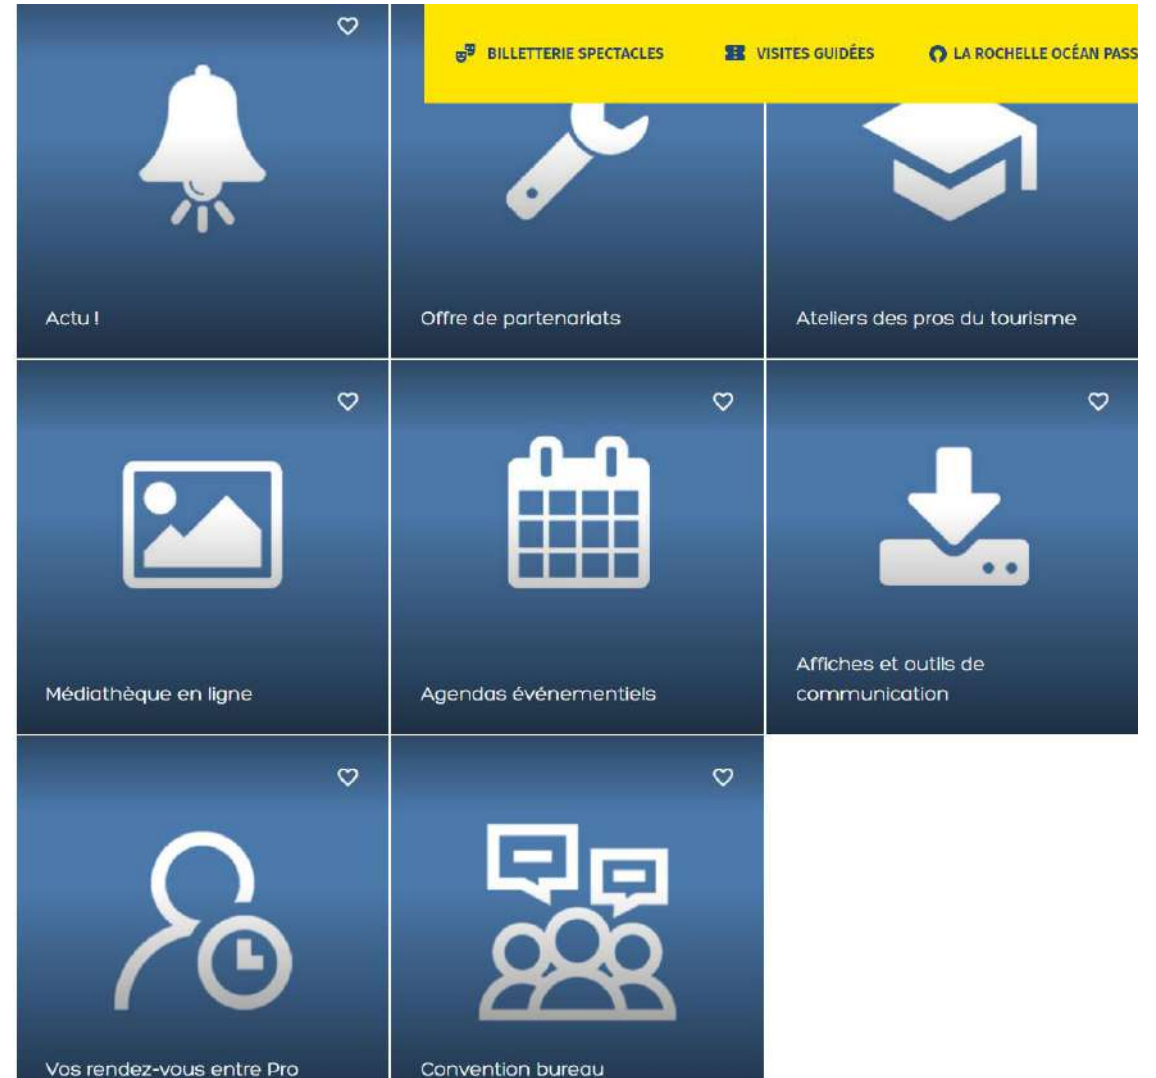 BILLETTERIE SPECTACLES
VISITES GUIDÉES
LA ROCHELLE OCÉAN PASS
Actu !
Offre de partenariats
Ateliers des pros du tourisme
Médiathèque en ligne
Agendas événementiels
Affiches et outils de
communication
Vos rendez-vous entre Pro
Convention bureau